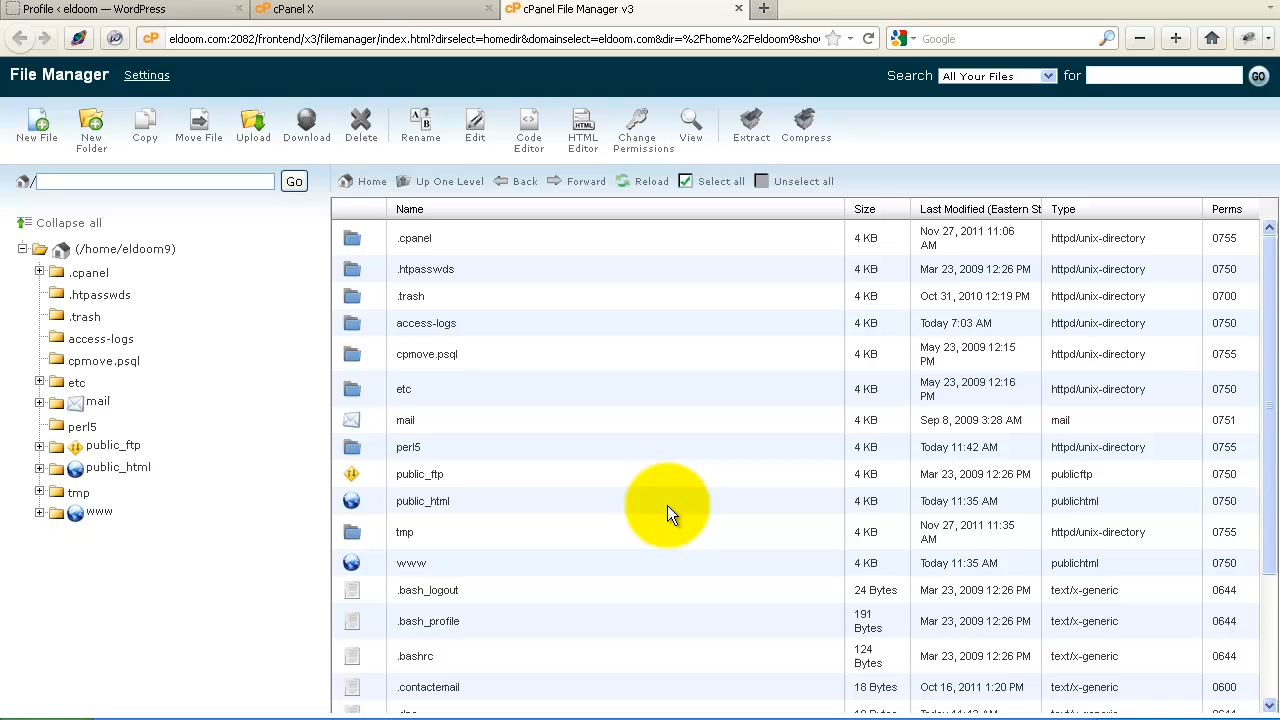 Profile ‹ eldoom — WordPress
cPanel X
cPanel File Manager v3
eldoom.com:2082/frontend/x3/filemanager/index.html?dirselect=homedir&domainselect=eldoom.com&dir=%2Fhome%2Feldoom9&sho
Google
File Manager Settings
Search All Your Files for GO
New File
New Folder
Copy
Move File
Upload
Download
Delete
Rename
Edit
Code Editor
HTML Editor
Change Permissions
View
Extract
Compress
/ Go
Home Up One Level Back Forward Reload Select all Unselect all
Collapse all
(/home/eldoom9)
.cpanel
.htpasswds
.trash
access-logs
cpmove.psql
etc
mail
perl5
public_ftp
public_html
tmp
www
Name Size Last Modified (Eastern St Type Perms
.cpanel 4 KB Nov 27, 2011 11:06 AM httpd/unix-directory 0755
.htpasswds 4 KB Mar 23, 2009 12:26 PM httpd/unix-directory 0750
.trash 4 KB Oct 31, 2010 12:19 PM httpd/unix-directory 0700
access-logs 4 KB Today 7:03 AM httpd/unix-directory 0750
cpmove.psql 4 KB May 23, 2009 12:15 PM httpd/unix-directory 0755
etc 4 KB May 23, 2009 12:16 PM httpd/unix-directory 0750
mail 4 KB Sep 8, 2009 3:26 AM mail 0751
perl5 4 KB Today 11:42 AM httpd/unix-directory 0755
public_ftp 4 KB Mar 23, 2009 12:26 PM publicftp 0750
public_html 4 KB Today 11:35 AM publichtml 0750
tmp 4 KB Nov 27, 2011 11:35 AM httpd/unix-directory 0755
www 4 KB Today 11:35 AM publichtml 0750
.bash_logout 24 Bytes Mar 23, 2009 12:26 PM text/x-generic 0644
.bash_profile 191 Bytes Mar 23, 2009 12:26 PM text/x-generic 0644
.bashrc 124 Bytes Mar 23, 2009 12:26 PM text/x-generic 0644
.contactemail 18 Bytes Oct 16, 2011 1:20 PM text/x-generic